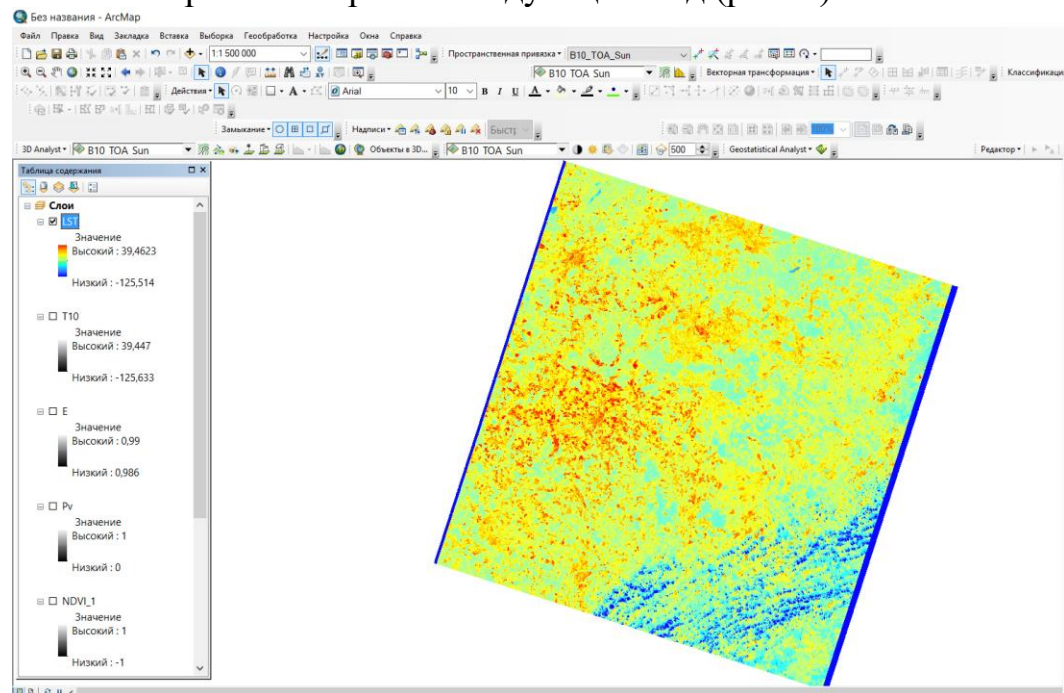 Без названия - ArcMap
Файл Правка Вид Закладка Вставка Выборка Геообработка Настройка Окна Справка
1:1 500 000 Пространственная привязка B10_TOA_Sun
B10 TOA Sun Векторная трансформация Классификаци
Действия A Arial 10 B I U A
Замыкание Надписи Быстр 100%
3D Analyst B10 TOA Sun Объекты в 3D... B10 TOA Sun 500 Geostatistical Analyst Редактор
Таблица содержания
Слои
LST
Значение
Высокий : 39,4623
Низкий : -125,514
T10
Значение
Высокий : 39,447
Низкий : -125,633
E
Значение
Высокий : 0,99
Низкий : 0,986
Pv
Значение
Высокий : 1
Низкий : 0
NDVI_1
Значение
Высокий : 1
Низкий : -1